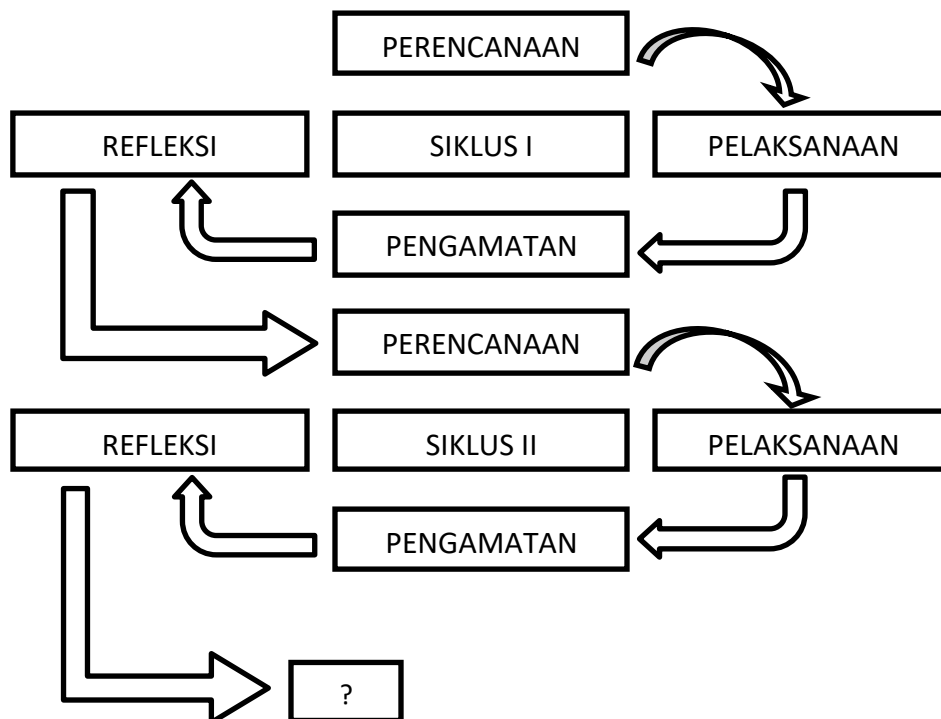 PERENCANAAN
REFLEKSI
SIKLUS I
PELAKSANAAN
PENGAMATAN
PERENCANAAN
REFLEKSI
SIKLUS II
PELAKSANAAN
PENGAMATAN
?